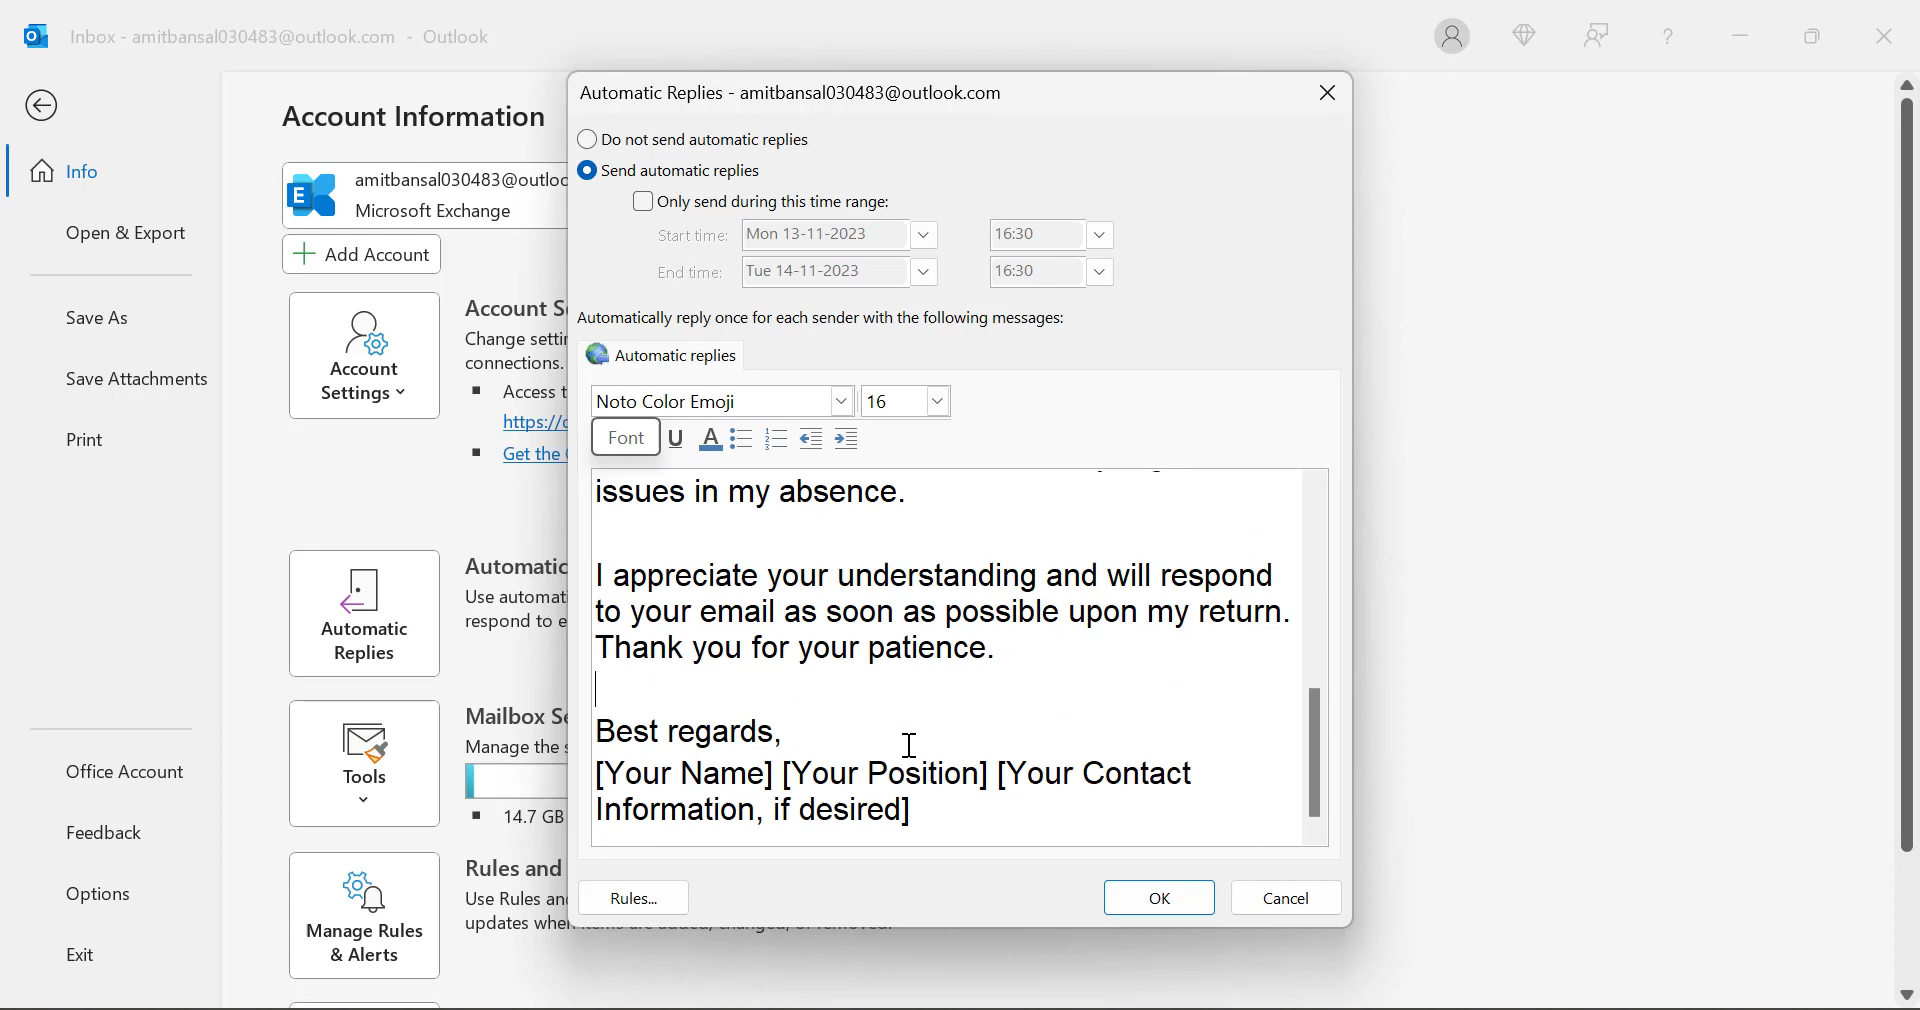 Inbox - amitbansal030483@outlook.com - Outlook
?
Info
Open & Export
Save As
Save Attachments
Print
Office Account
Feedback
Options
Exit
Account Information
E
amitbansal030483@outloo
Microsoft Exchange
Add Account
Account
Settings
Account S
Change setti
connections.
Access t
https://
Get the
Automatic
Replies
Automatic
Use automat
respond to e
Tools
Mailbox Se
Manage the s
14.7 GB
Manage Rules
& Alerts
Rules and
Use Rules an
updates whe
Automatic Replies - amitbansal030483@outlook.com
Do not send automatic replies
Send automatic replies
Only send during this time range:
Start time: Mon 13-11-2023 16:30
End time: Tue 14-11-2023 16:30
Automatically reply once for each sender with the following messages:
Automatic replies
Noto Color Emoji 16
Font U A
issues in my absence.
I appreciate your understanding and will respond
to your email as soon as possible upon my return.
Thank you for your patience.
Best regards,
[Your Name] [Your Position] [Your Contact
Information, if desired]
Rules...
OK
Cancel